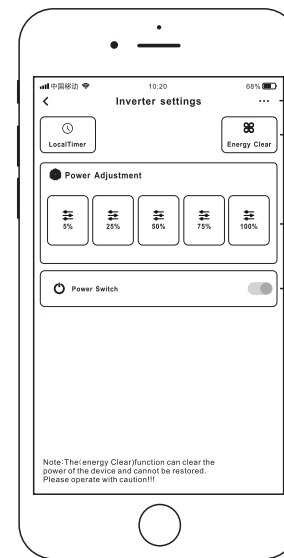 中国移动 10:20 68%
Inverter settings ...
LocalTimer Energy Clear
Power Adjustment
5% 25% 50% 75% 100%
Power Switch
Note:The(energy Clear)function can clear the
power of the device and cannot be restored.
Please operate with caution!!!